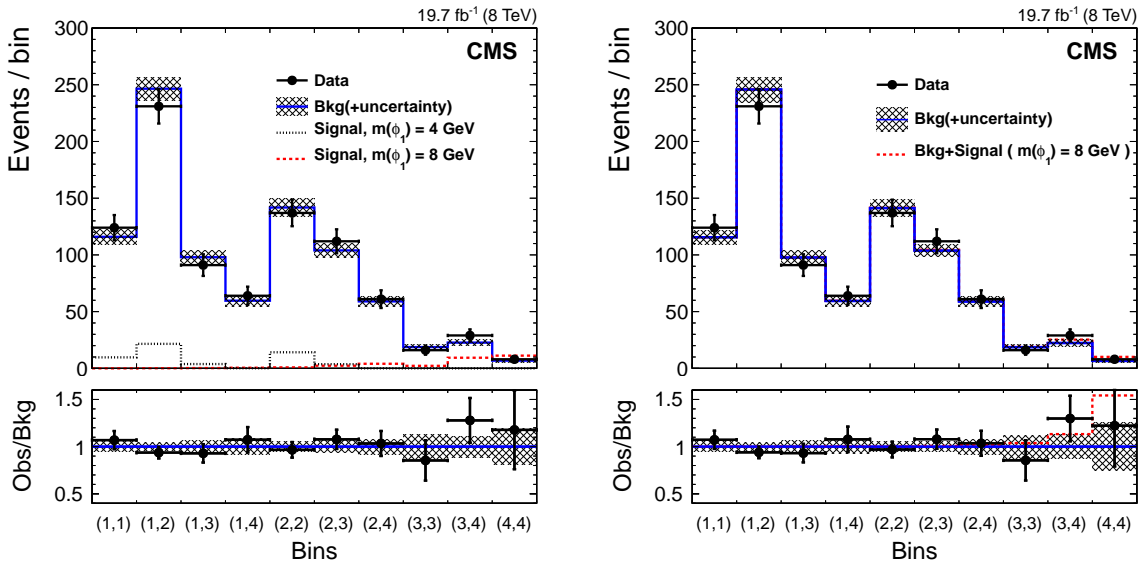 19.7 fb⁻¹ (8 TeV)
CMS
Events / bin
300
250
200
150
100
50
0
Data
Bkg(+uncertainty)
Signal, m(ϕ₁) = 4 GeV
Signal, m(ϕ₁) = 8 GeV
Obs/Bkg
1.5
1
0.5
(1,1) (1,2) (1,3) (1,4) (2,2) (2,3) (2,4) (3,3) (3,4) (4,4)
Bins
19.7 fb⁻¹ (8 TeV)
CMS
Events / bin
300
250
200
150
100
50
0
Data
Bkg(+uncertainty)
Bkg+Signal ( m(ϕ₁) = 8 GeV )
Obs/Bkg
1.5
1
0.5
(1,1) (1,2) (1,3) (1,4) (2,2) (2,3) (2,4) (3,3) (3,4) (4,4)
Bins